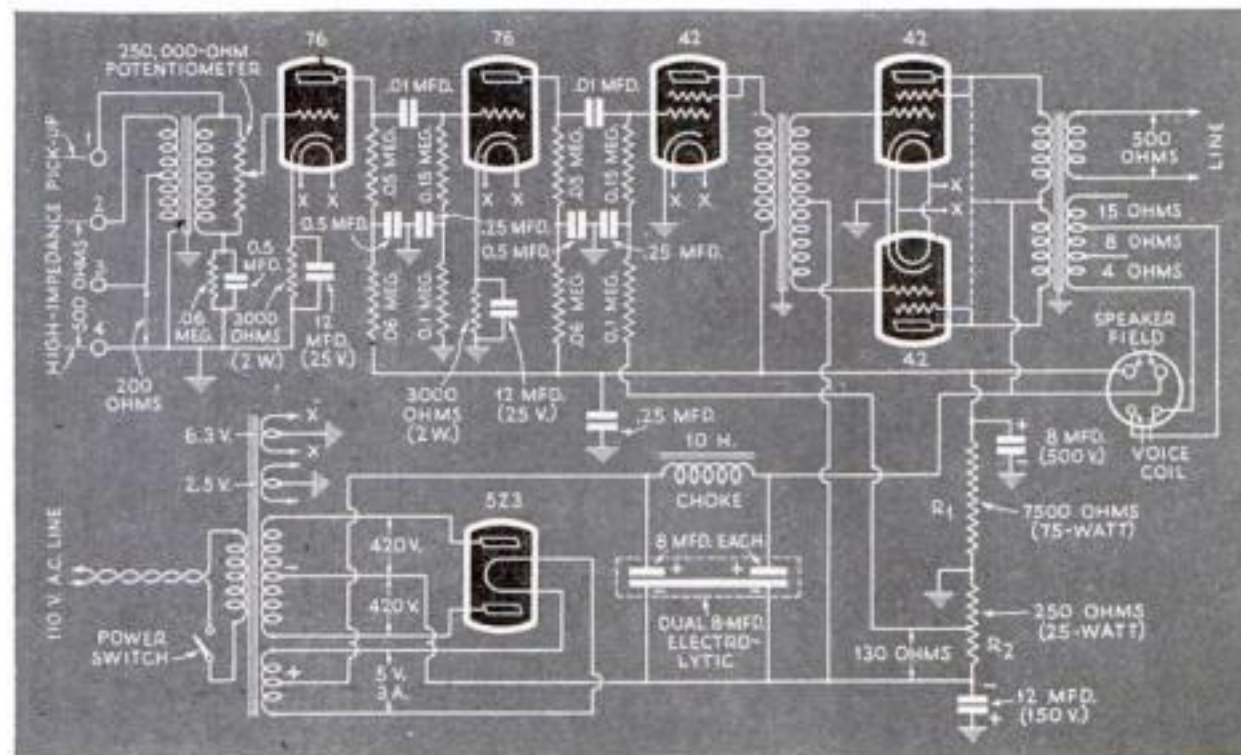 76
76
42
42
250,000-OHM
POTENTIOMETER
.01 MFD.
.01 MFD.
HIGH-IMPEDANCE PICK-UP
500 OHMS
1
2
3
4
.05 MEG.
0.15 MEG.
.05 MEG.
0.15 MEG.
X X
X X
X X
X
X
500
OHMS
LINE
15 OHMS
8 OHMS
4 OHMS
0.5 MFD.
.25 MFD.
0.5 MFD.
.25 MFD.
0.5
MFD.
.06
MEG.
3000
OHMS
(2 W.)
12
MFD.
(25 V.)
.06 MEG.
0.1 MEG.
.06 MEG.
0.1 MEG.
42
SPEAKER
FIELD
200
OHMS
3000
OHMS
(2 W.)
12 MFD.
(25 V.)
.25 MFD.
10 H.
CHOKE
8 MFD.
(500 V.)
+
-
VOICE
COIL
6.3 V.
X
X
2.5 V.
5Z3
R1
7500 OHMS
(75-WATT)
110 V. A.C. LINE
420 V.
-
420 V.
8 MFD. EACH
+
+
DUAL 8-MFD.
ELECTRO-
LYTIC
250 OHMS
(25-WATT)
130 OHMS
R2
POWER
SWITCH
+
5 V.
3 A.
-
12 MFD.
(150 V.)
+